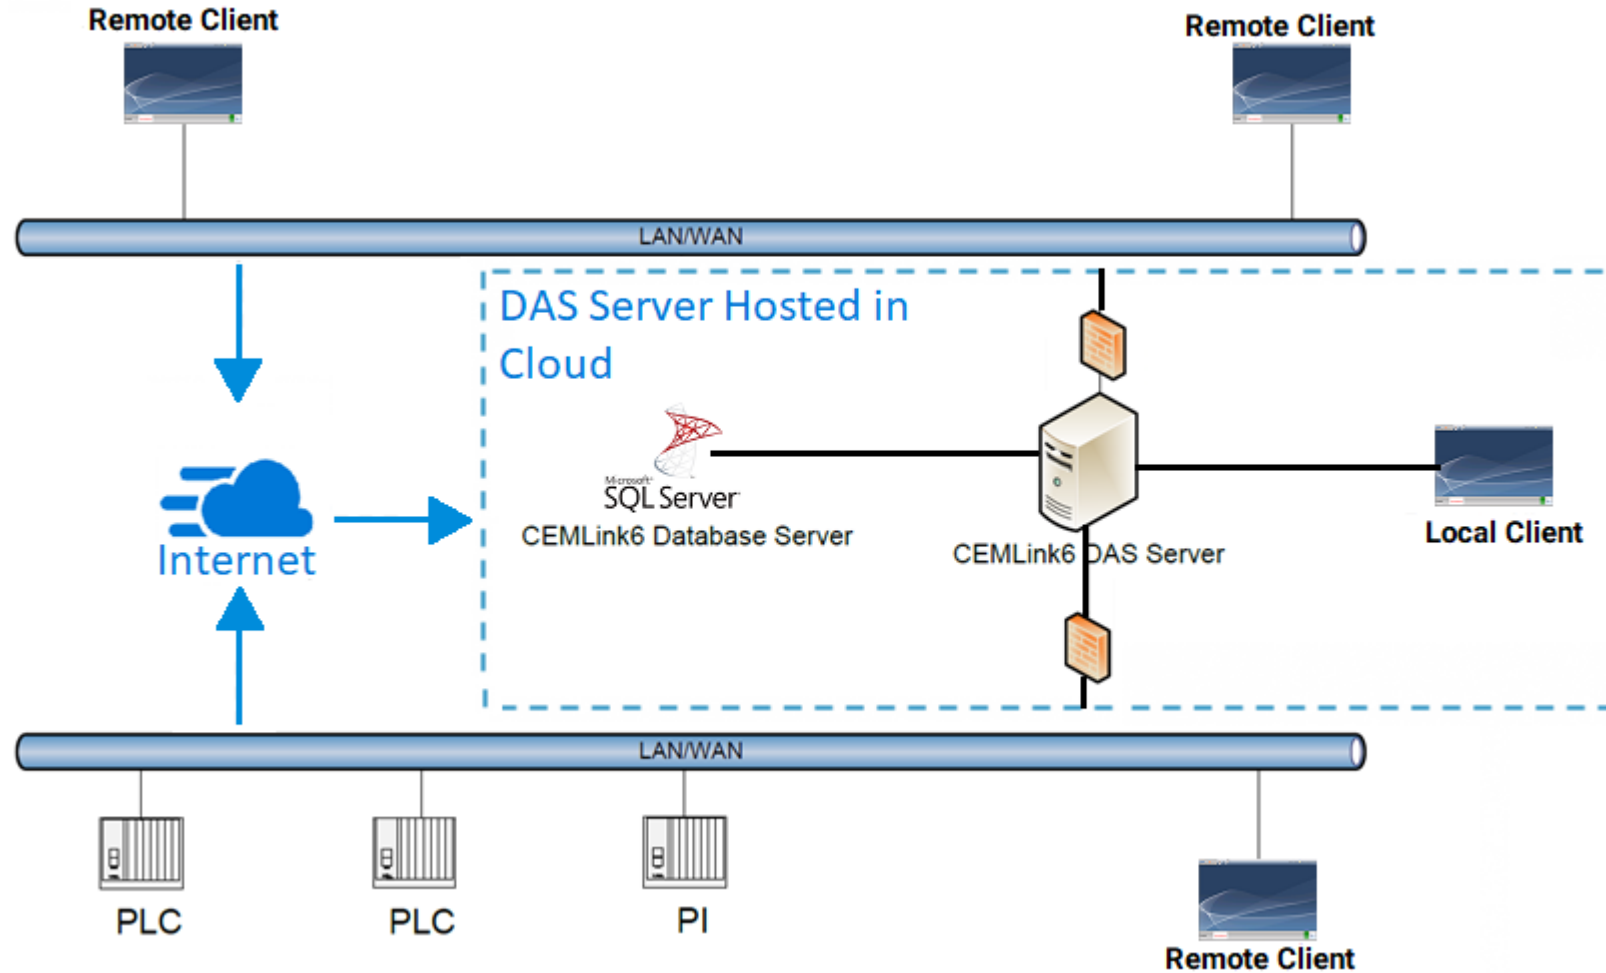 Remote Client
Remote Client
LAN/WAN
DAS Server Hosted in
Cloud
Microsoft
SQL Server
CEMLink6 Database Server
CEMLink6 DAS Server
Local Client
Internet
LAN/WAN
PLC
PLC
PI
Remote Client